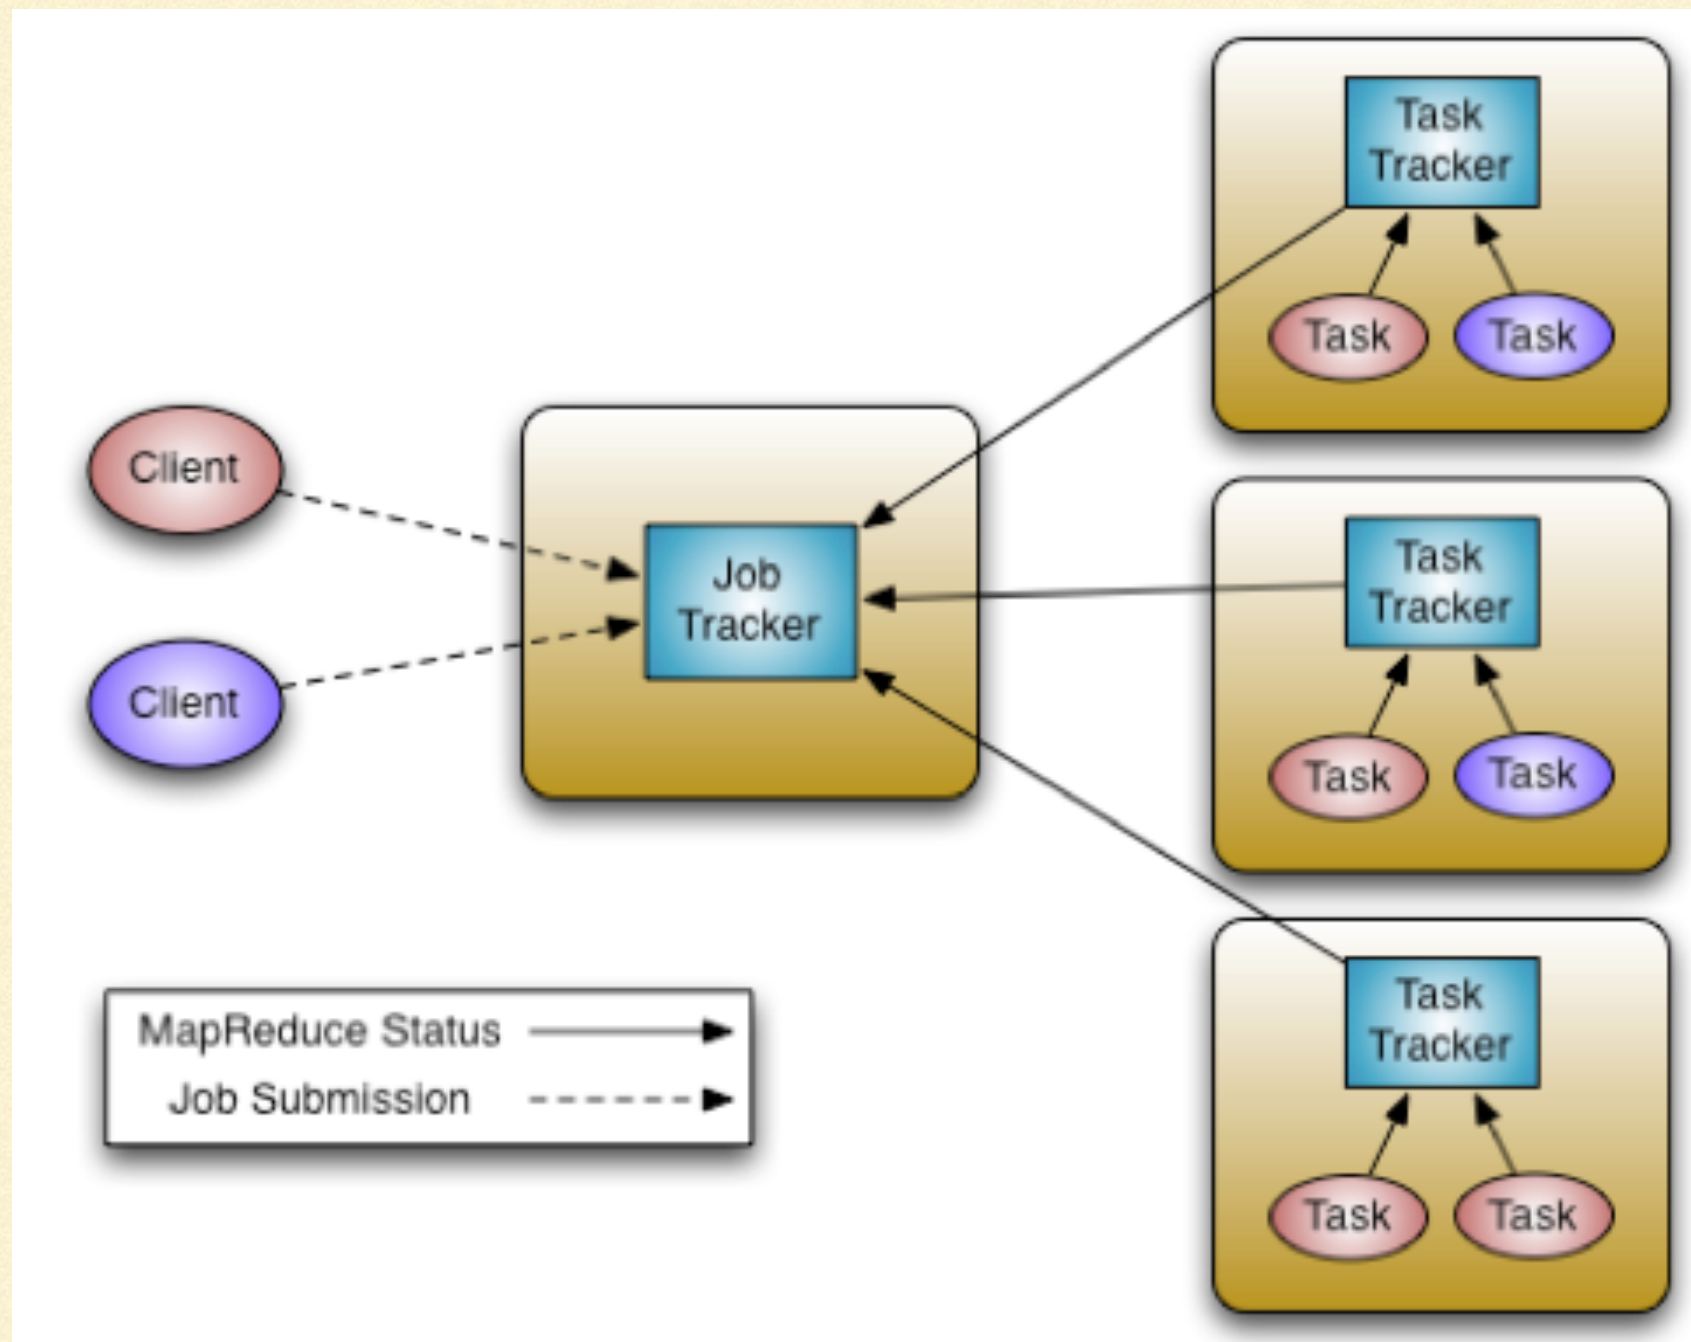 Client
Client
Job
Tracker
Task
Tracker
Task
Task
Task
Tracker
Task
Task
Task
Tracker
Task
Task
MapReduce Status
Job Submission